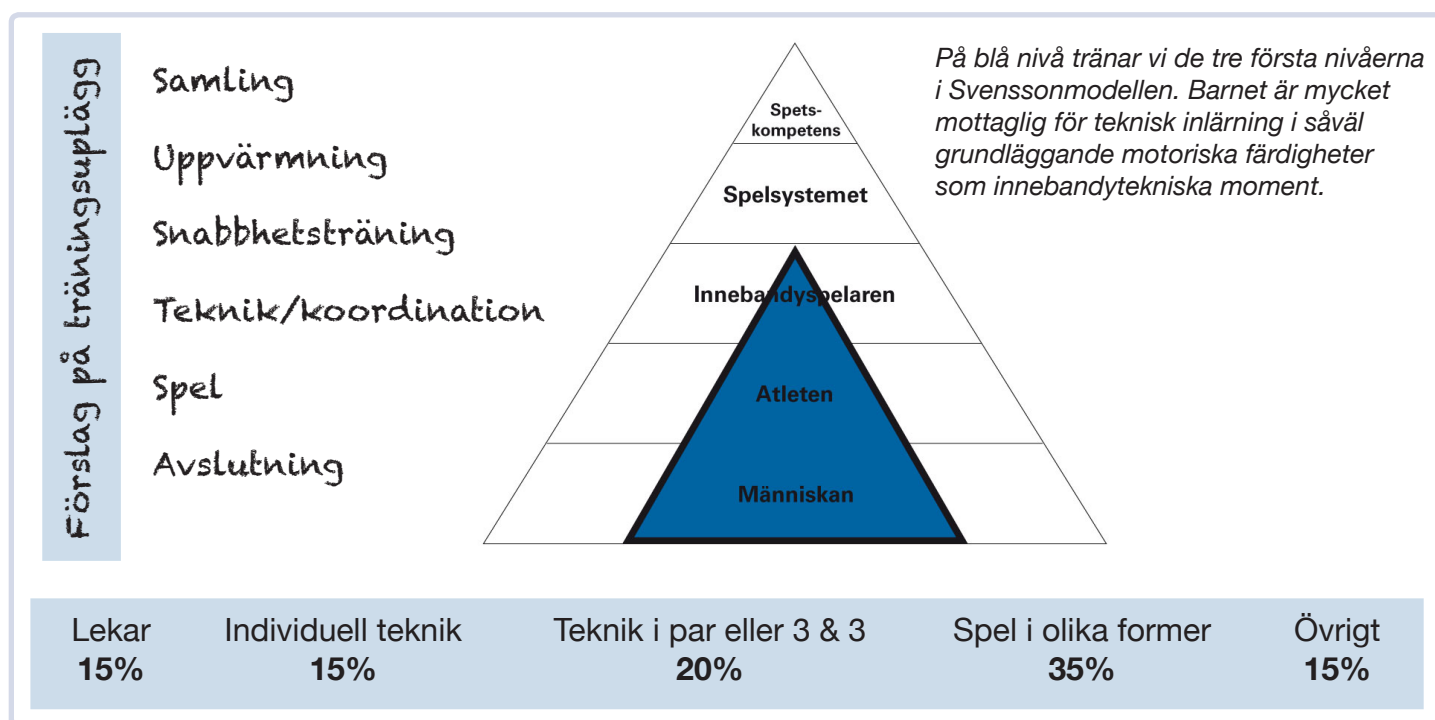 Förslag på träningsuplägg
Samling
Uppvärmning
Snabbhetsträning
Teknik/koordination
Spel
Avslutning
Spets-
kompetens
Spelsystemet
Innebandyspelaren
Atleten
Människan
På blå nivå tränar vi de tre första nivåerna
i Svenssonmodellen. Barnet är mycket
mottaglig för teknisk inlärning i såväl
grundläggande motoriska färdigheter
som innebandytekniska moment.
Lekar
15%
Individuell teknik
15%
Teknik i par eller 3 & 3
20%
Spel i olika former
35%
Övrigt
15%